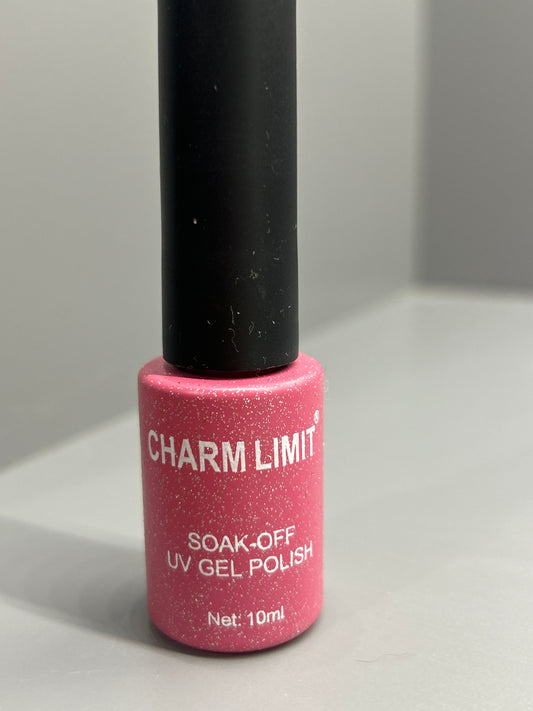 CHARM LIMIT®
SOAK-OFF
UV GEL POLISH
Net: 10ml